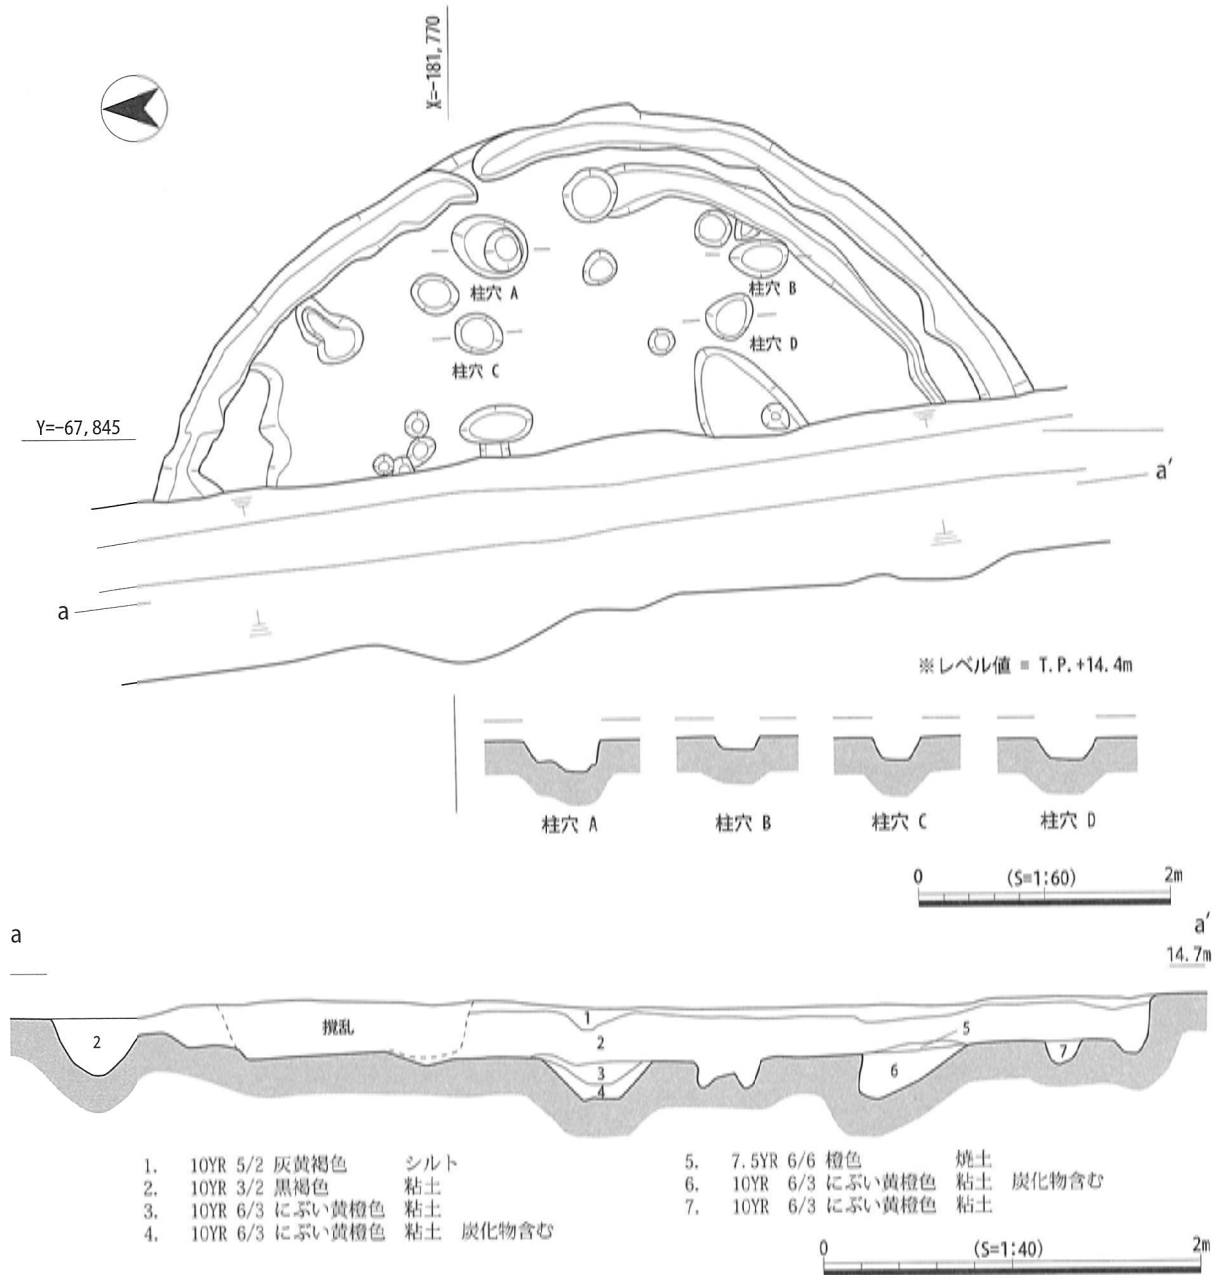 X=-181,770
柱穴 A
柱穴 B
柱穴 D
柱穴 C
Y=-67,845
a'
a
※レベル値 = T.P.+14.4m
柱穴 A
柱穴 B
柱穴 C
柱穴 D
0 (S=1:60) 2m
a
a'
14.7m
撹乱
1
2
2
3
4
5
6
7
1. 10YR 5/2 灰黄褐色 シルト
2. 10YR 3/2 黒褐色 粘土
3. 10YR 6/3 にぶい黄橙色 粘土
4. 10YR 6/3 にぶい黄橙色 粘土 炭化物含む
5. 7.5YR 6/6 橙色 焼土
6. 10YR 6/3 にぶい黄橙色 粘土 炭化物含む
7. 10YR 6/3 にぶい黄橙色 粘土
0 (S=1:40) 2m